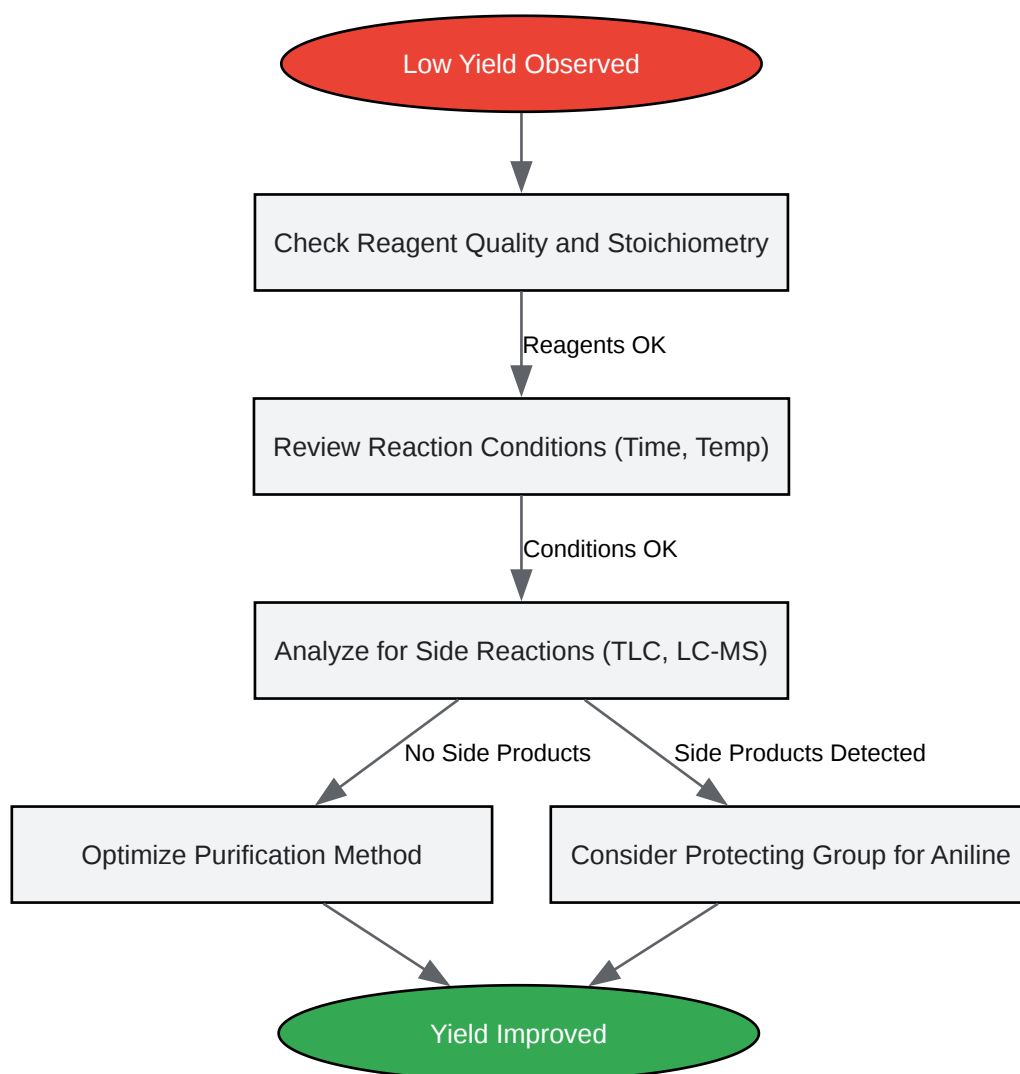 Low Yield Observed
Check Reagent Quality and Stoichiometry
Reagents OK
Review Reaction Conditions (Time, Temp)
Conditions OK
Analyze for Side Reactions (TLC, LC-MS)
No Side Products
Side Products Detected
Optimize Purification Method
Consider Protecting Group for Aniline
Yield Improved